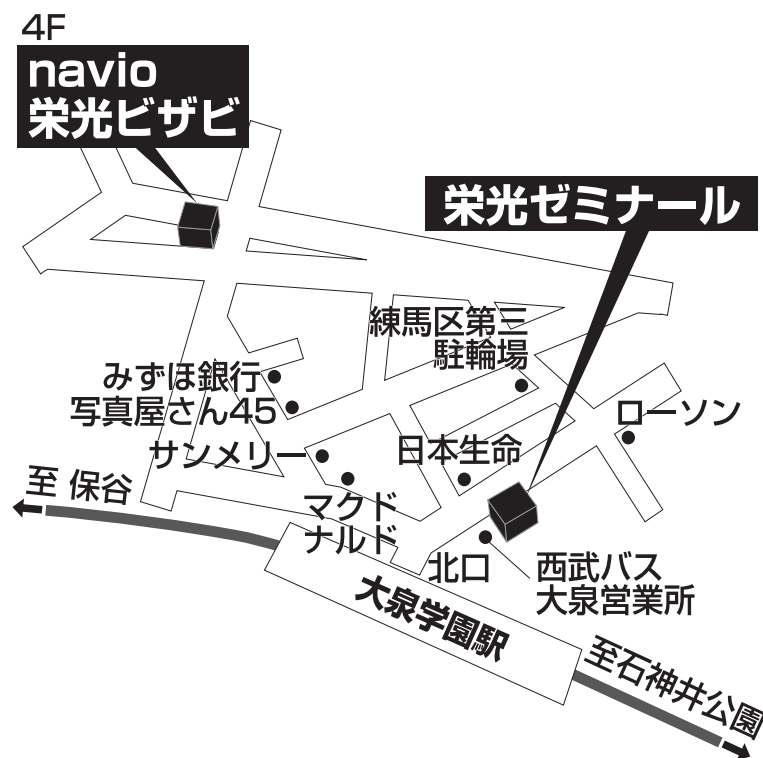 4F
navio
栄光ビザビ
栄光ゼミナール
練馬区第三
駐輪場
みずほ銀行
写真屋さん45
ローソン
サンメリー
日本生命
至 保谷
マクド
ナルド
北口
西武バス
大泉営業所
大泉学園駅
至石神井公園